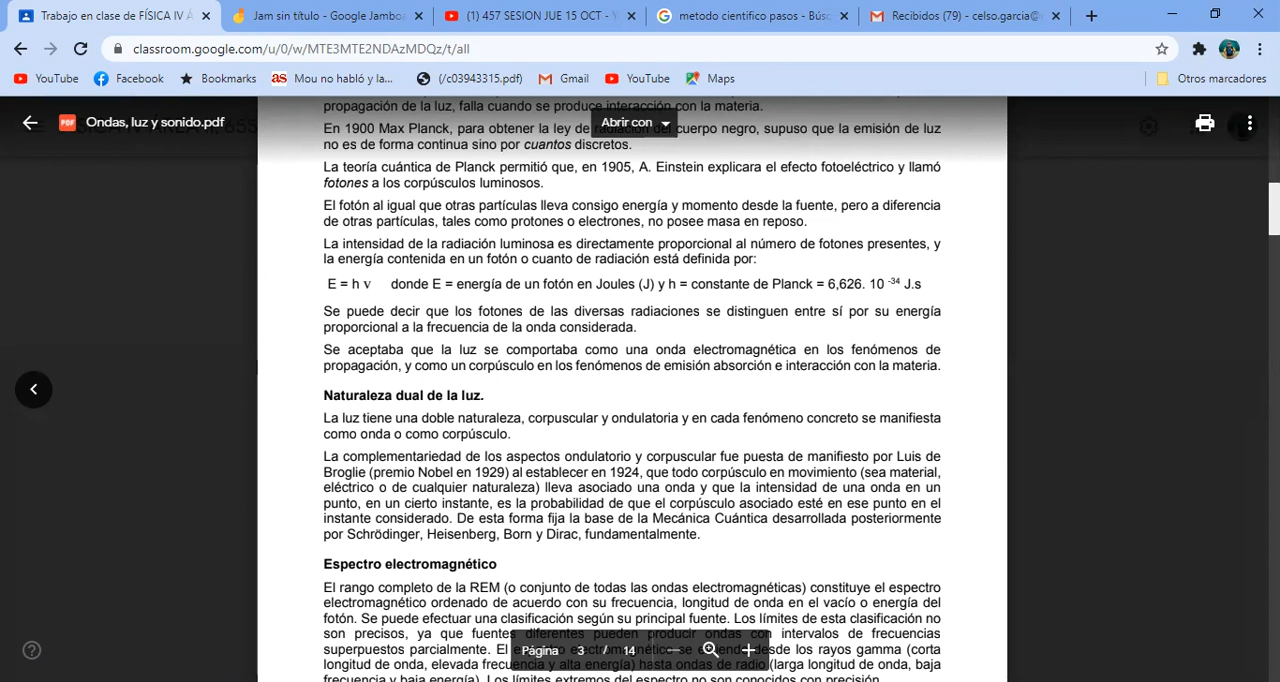 Trabajo en clase de FÍSICA IV Á
Jam sin título - Google Jamboa
(1) 457 SESION JUE 15 OCT - Y
metodo cientifico pasos - Búsc
Recibidos (79) - celso.garcia@
classroom.google.com/u/0/w/MTE3MTE2NDAzMDQz/t/all
YouTube
Facebook
Bookmarks
Mou no habló y la...
(/c03943315.pdf)
Gmail
YouTube
Maps
Otros marcadores
Ondas, luz y sonido.pdf
Abrir con
propagación de la luz, falla cuando se produce interacción con la materia.
En 1900 Max Planck, para obtener la ley de radiación del cuerpo negro, supuso que la emisión de luz
no es de forma continua sino por cuantos discretos.
La teoría cuántica de Planck permitió que, en 1905, A. Einstein explicara el efecto fotoeléctrico y llamó
fotones a los corpúsculos luminosos.
El fotón al igual que otras partículas lleva consigo energía y momento desde la fuente, pero a diferencia
de otras partículas, tales como protones o electrones, no posee masa en reposo.
La intensidad de la radiación luminosa es directamente proporcional al número de fotones presentes, y
la energía contenida en un fotón o cuanto de radiación está definida por:
E = h ν donde E = energía de un fotón en Joules (J) y h = constante de Planck = 6,626. 10 -34 J.s
Se puede decir que los fotones de las diversas radiaciones se distinguen entre sí por su energía
proporcional a la frecuencia de la onda considerada.
Se aceptaba que la luz se comportaba como una onda electromagnética en los fenómenos de
propagación, y como un corpúsculo en los fenómenos de emisión absorción e interacción con la materia.
Naturaleza dual de la luz.
La luz tiene una doble naturaleza, corpuscular y ondulatoria y en cada fenómeno concreto se manifiesta
como onda o como corpúsculo.
La complementariedad de los aspectos ondulatorio y corpuscular fue puesta de manifiesto por Luis de
Broglie (premio Nobel en 1929) al establecer en 1924, que todo corpúsculo en movimiento (sea material,
eléctrico o de cualquier naturaleza) lleva asociado una onda y que la intensidad de una onda en un
punto, en un cierto instante, es la probabilidad de que el corpúsculo asociado esté en ese punto en el
instante considerado. De esta forma fija la base de la Mecánica Cuántica desarrollada posteriormente
por Schrödinger, Heisenberg, Born y Dirac, fundamentalmente.
Espectro electromagnético
El rango completo de la REM (o conjunto de todas las ondas electromagnéticas) constituye el espectro
electromagnético ordenado de acuerdo con su frecuencia, longitud de onda en el vacío o energía del
fotón. Se puede efectuar una clasificación según su principal fuente. Los límites de esta clasificación no
son precisos, ya que fuentes diferentes pueden producir ondas con intervalos de frecuencias
superpuestos parcialmente. El espectro electromagnético se extiende desde los rayos gamma (corta
longitud de onda, elevada frecuencia y alta energía) hasta ondas de radio (larga longitud de onda, baja
frecuencia y baja energía). Los límites extremos del espectro no son conocidos con precisión
Página 3 / 14